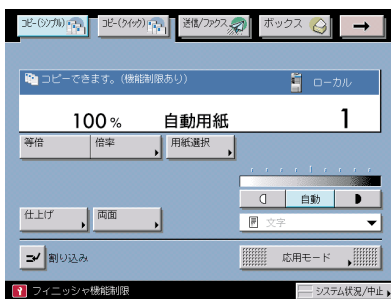 コピー(シンプル) コピー(クイック) 送信/ファクス ボックス
コピーできます。(機能制限あり) ローカル
100% 自動用紙 1
等倍 倍率 用紙選択
自動
仕上げ 両面 文字
割り込み 応用モード
フィニッシャ機能制限 システム状況/中止